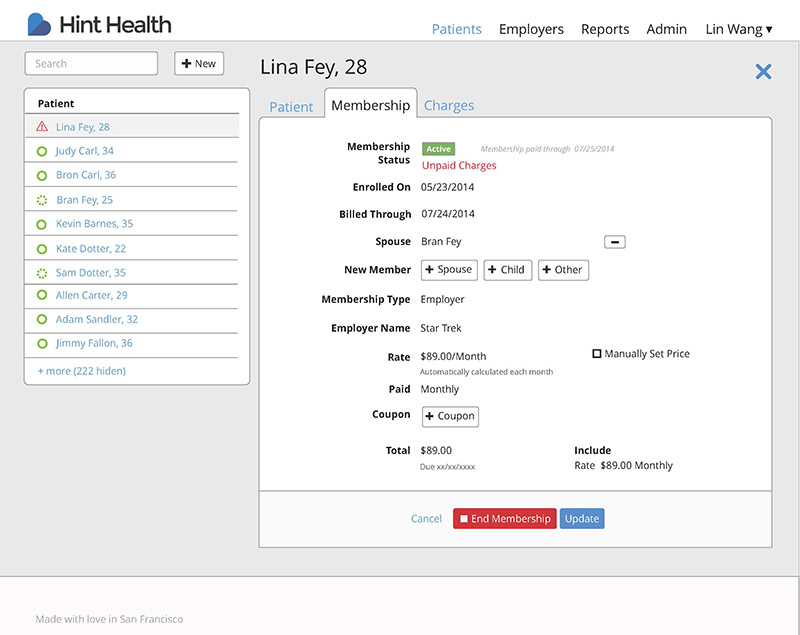 Hint Health
Patients Employers Reports Admin Lin Wang ▾
Search
+ New
Patient
Lina Fey, 28
Judy Carl, 34
Bron Carl, 36
Bran Fey, 25
Kevin Barnes, 35
Kate Dotter, 22
Sam Dotter, 35
Allen Carter, 29
Adam Sandler, 32
Jimmy Fallon, 36
+ more (222 hiden)
Lina Fey, 28
Patient Membership Charges
Membership Status Active Membership paid through 07/25/2014
Unpaid Charges
Enrolled On 05/23/2014
Billed Through 07/24/2014
Spouse Bran Fey
New Member + Spouse + Child + Other
Membership Type Employer
Employer Name Star Trek
Rate $89.00/Month Manually Set Price
Automatically calculated each month
Paid Monthly
Coupon + Coupon
Total $89.00 Include
Due xx/xx/xxxx Rate $89.00 Monthly
Cancel End Membership Update
Made with love in San Francisco